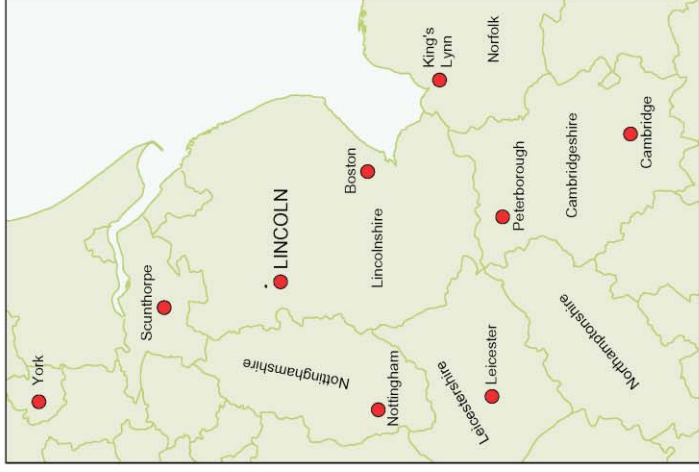 York
Scunthorpe
LINCOLN
Boston
Lincolnshire
King's
Lynn
Norfolk
Nottinghamshire
Nottingham
Leicestershire
Leicester
Peterborough
Cambridgeshire
Cambridge
Northamptonshire